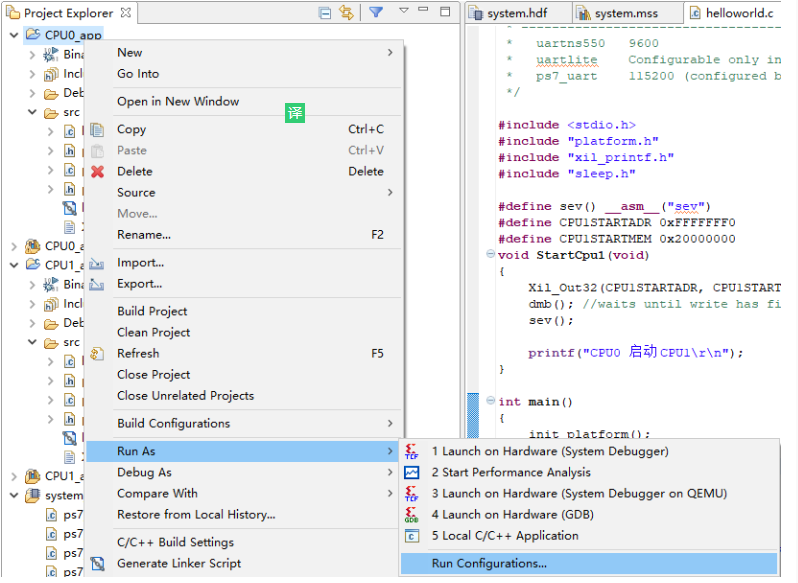 Project Explorer
system.hdf
system.mss
helloworld.c
CPU0_app
Bina
Inclu
Deb
src
.c
.h
.c
.h
CPU0_a
CPU1_a
Bina
Inclu
Deb
src
CPU1_a
system
ps7
ps7
ps7
ps7
New
Go Into
Open in New Window
译
Copy Ctrl+C
Paste Ctrl+V
Delete Delete
Source
Move...
Rename... F2
Import...
Export...
Build Project
Clean Project
Refresh F5
Close Project
Close Unrelated Projects
Build Configurations
Run As
Debug As
Compare With
Restore from Local History...
C/C++ Build Settings
Generate Linker Script
1 Launch on Hardware (System Debugger)
2 Start Performance Analysis
3 Launch on Hardware (System Debugger on QEMU)
4 Launch on Hardware (GDB)
5 Local C/C++ Application
Run Configurations...
* uartns550 9600
* uartlite Configurable only in
* ps7_uart 115200 (configured b
*/
#include <stdio.h>
#include "platform.h"
#include "xil_printf.h"
#include "sleep.h"
#define sev() __asm__("sev")
#define CPU1STARTADR 0xFFFFFFF0
#define CPU1STARTMEM 0x20000000
void StartCpu1(void)
{
Xil_Out32(CPU1STARTADR, CPU1START
dmb(); //waits until write has fi
sev();
printf("CPU0 启动 CPU1\r\n");
}
int main()
{
init_platform();